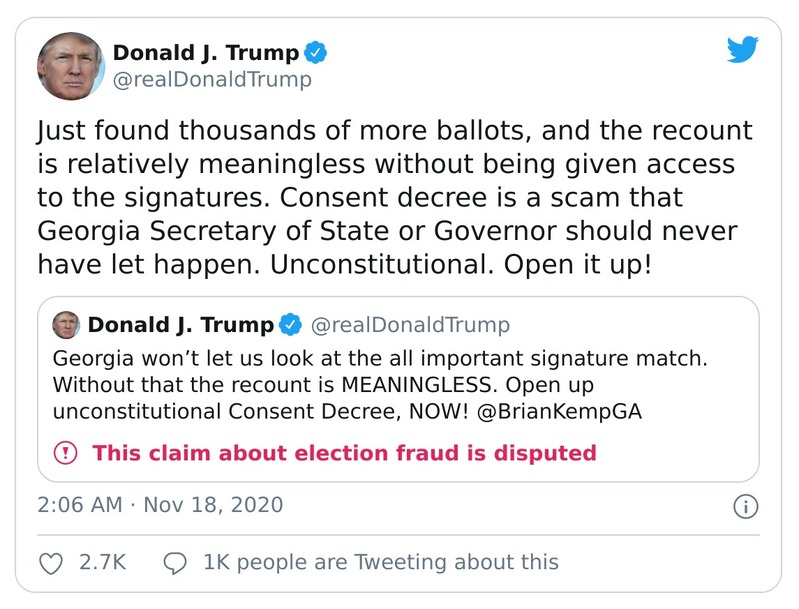 Donald J. Trump
@realDonaldTrump
Just found thousands of more ballots, and the recount
is relatively meaningless without being given access
to the signatures. Consent decree is a scam that
Georgia Secretary of State or Governor should never
have let happen. Unconstitutional. Open it up!
Donald J. Trump @realDonaldTrump
Georgia won’t let us look at the all important signature match.
Without that the recount is MEANINGLESS. Open up
unconstitutional Consent Decree, NOW! @BrianKempGA
This claim about election fraud is disputed
2:06 AM · Nov 18, 2020
2.7K 1K people are Tweeting about this